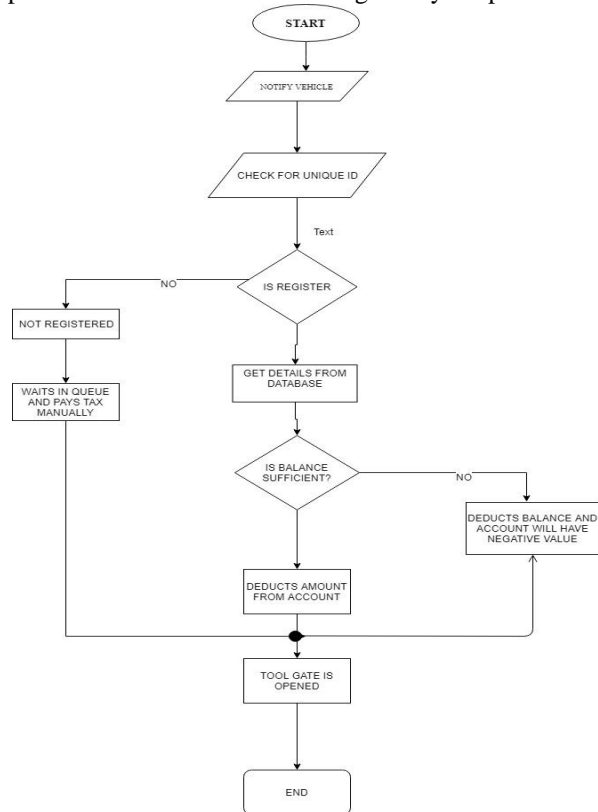 START
NOTIFY VEHICLE
CHECK FOR UNIQUE ID
Text
IS REGISTER
NO
NOT REGISTERED
GET DETAILS FROM
DATABASE
WAITS IN QUEUE
AND PAYS TAX
MANUALLY
IS BALANCE
SUFFICIENT?
NO
DEDUCTS BALANCE AND
ACCOUNT WILL HAVE
NEGATIVE VALUE
DEDUCTS AMOUNT
FROM ACCOUNT
TOOL GATE IS
OPENED
END